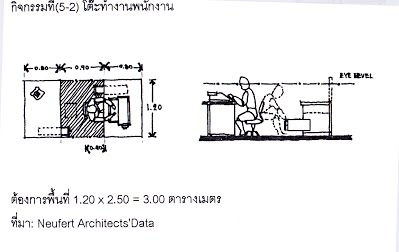 กิจกรรมที่(5-2) โต๊ะทำงานพนักงาน
0.80 0.90 0.80
EYE LEVEL
1.20
ต้องการพื้นที่ 1.20 x 2.50 = 3.00 ตารางเมตร
ที่มา: Neufert Architects'Data